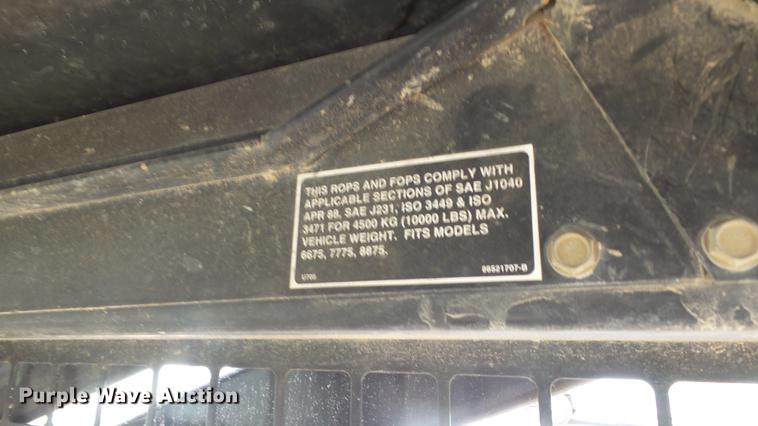 THIS ROPS AND FOPS COMPLY WITH
APPLICABLE SECTIONS OF SAE J1040
APR 88, SAE J231, ISO 3449 & ISO
3471 FOR 4500 KG (10000 LBS) MAX.
VEHICLE WEIGHT. FITS MODELS
6675, 7775, 8875.
U705 86521707-B
Purple Wave Auction